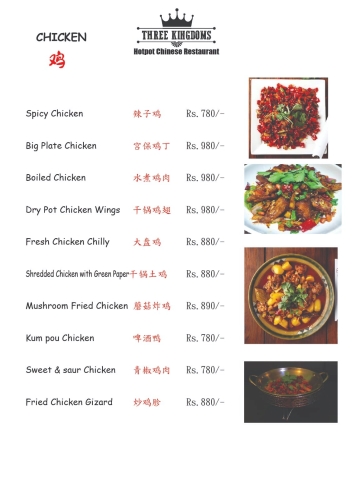 CHICKEN
鸡
THREE KINGDOMS
Hotpot Chinese Restaurant
Spicy Chicken 辣子鸡 Rs.780/-
Big Plate Chicken 宫保鸡丁 Rs.980/-
Boiled Chicken 水煮鸡肉 Rs.980/-
Dry Pot Chicken Wings 干锅鸡翅 Rs.980/-
Fresh Chicken Chilly 大盘鸡 Rs.880/-
Shredded Chicken with Green Paper 干锅土鸡 Rs.880/-
Mushroom Fried Chicken 蘑菇炸鸡 Rs.890/-
Kum pou Chicken 啤酒鸭 Rs.780/-
Sweet & saur Chicken 青椒鸡肉 Rs.780/-
Fried Chicken Gizard 炒鸡胗 Rs.880/-